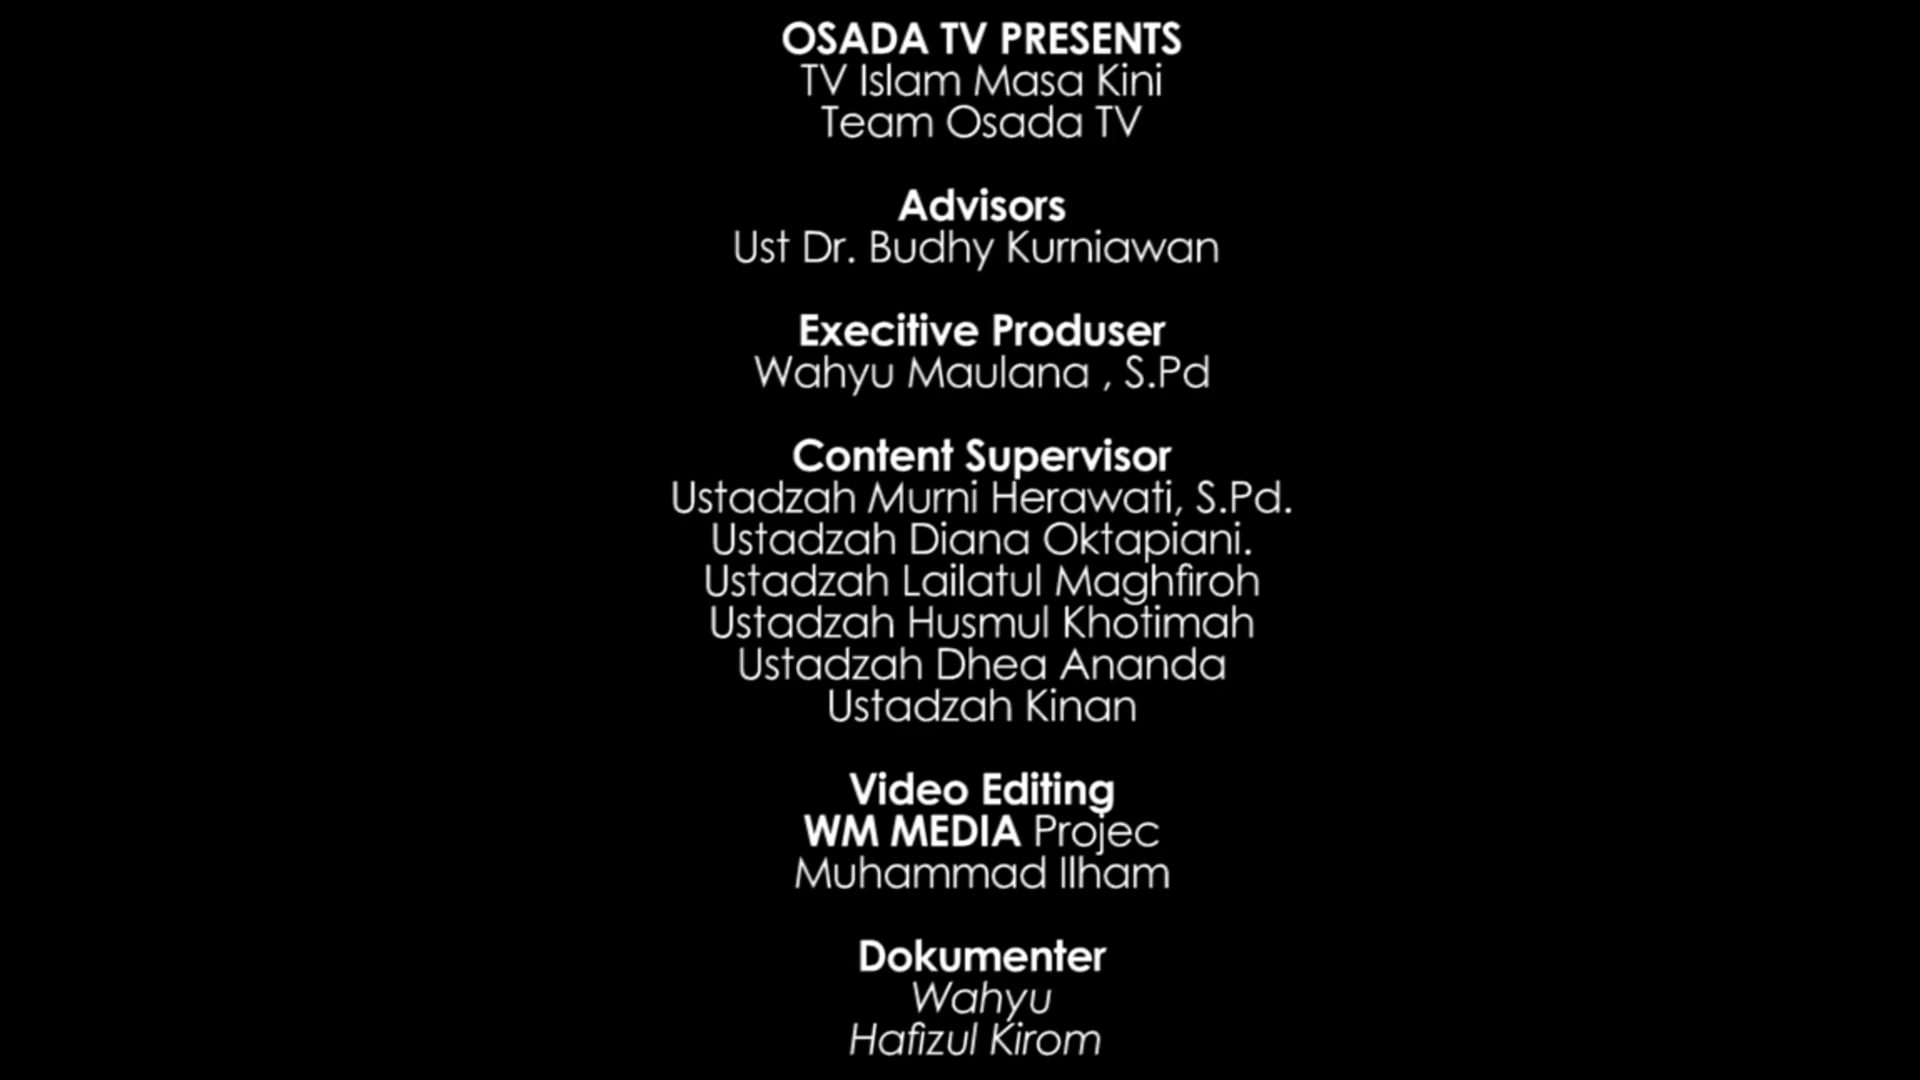 OSADA TV PRESENTS
TV Islam Masa Kini
Team Osada TV
Advisors
Ust Dr. Budhy Kurniawan
Execitive Produser
Wahyu Maulana , S.Pd
Content Supervisor
Ustadzah Murni Herawati, S.Pd.
Ustadzah Diana Oktapiani.
Ustadzah Lailatul Maghfiroh
Ustadzah Husmul Khotimah
Ustadzah Dhea Ananda
Ustadzah Kinan
Video Editing
WM MEDIA Projec
Muhammad Ilham
Dokumenter
Wahyu
Hafizul Kirom